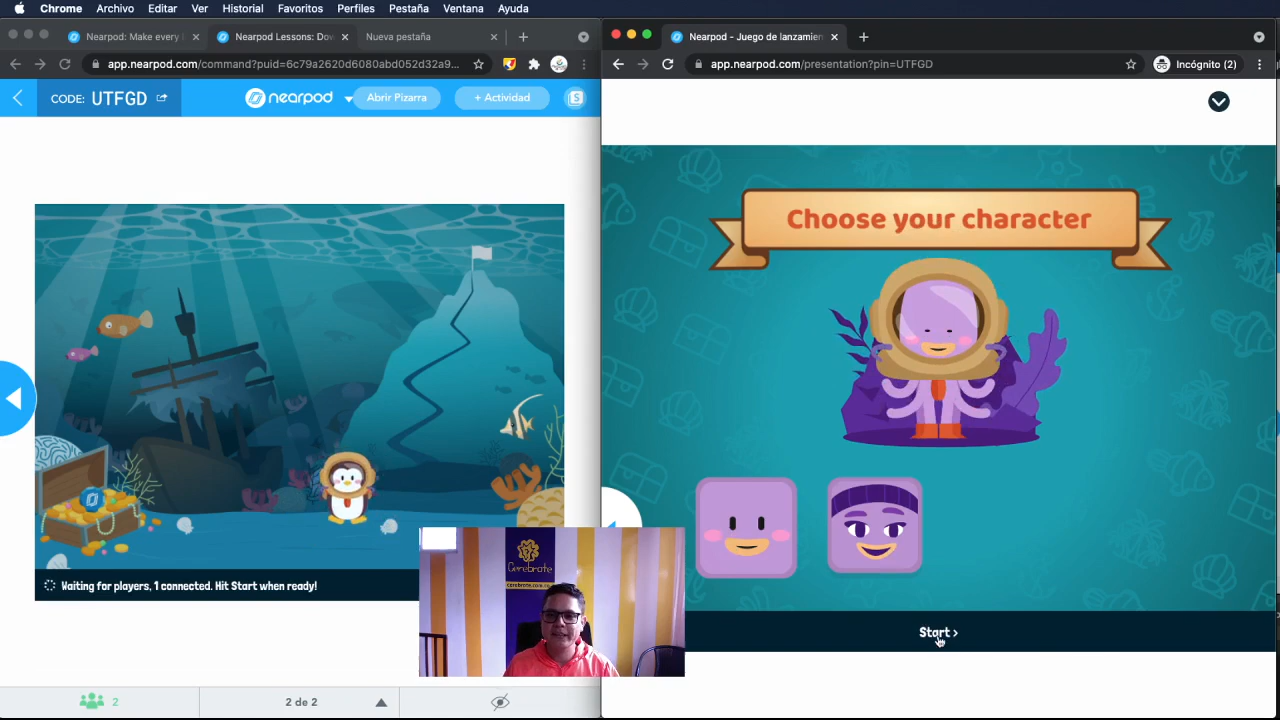 Chrome Archivo Editar Ver Historial Favoritos Perfiles Pestaña Ventana Ayuda
Nearpod: Make every
Nearpod Lessons: Dow
Nueva pestaña
app.nearpod.com/command?puid=6c79a2620d6080abd052d32a9...
CODE: UTFGD
nearpod
Abrir Pizarra
+ Actividad
S
Waiting for players, 1 connected. Hit Start when ready!
2
2 de 2
Nearpod - Juego de lanzamien
app.nearpod.com/presentation?pin=UTFGD
Incógnito (2)
Choose your character
Start >
Cerebrate